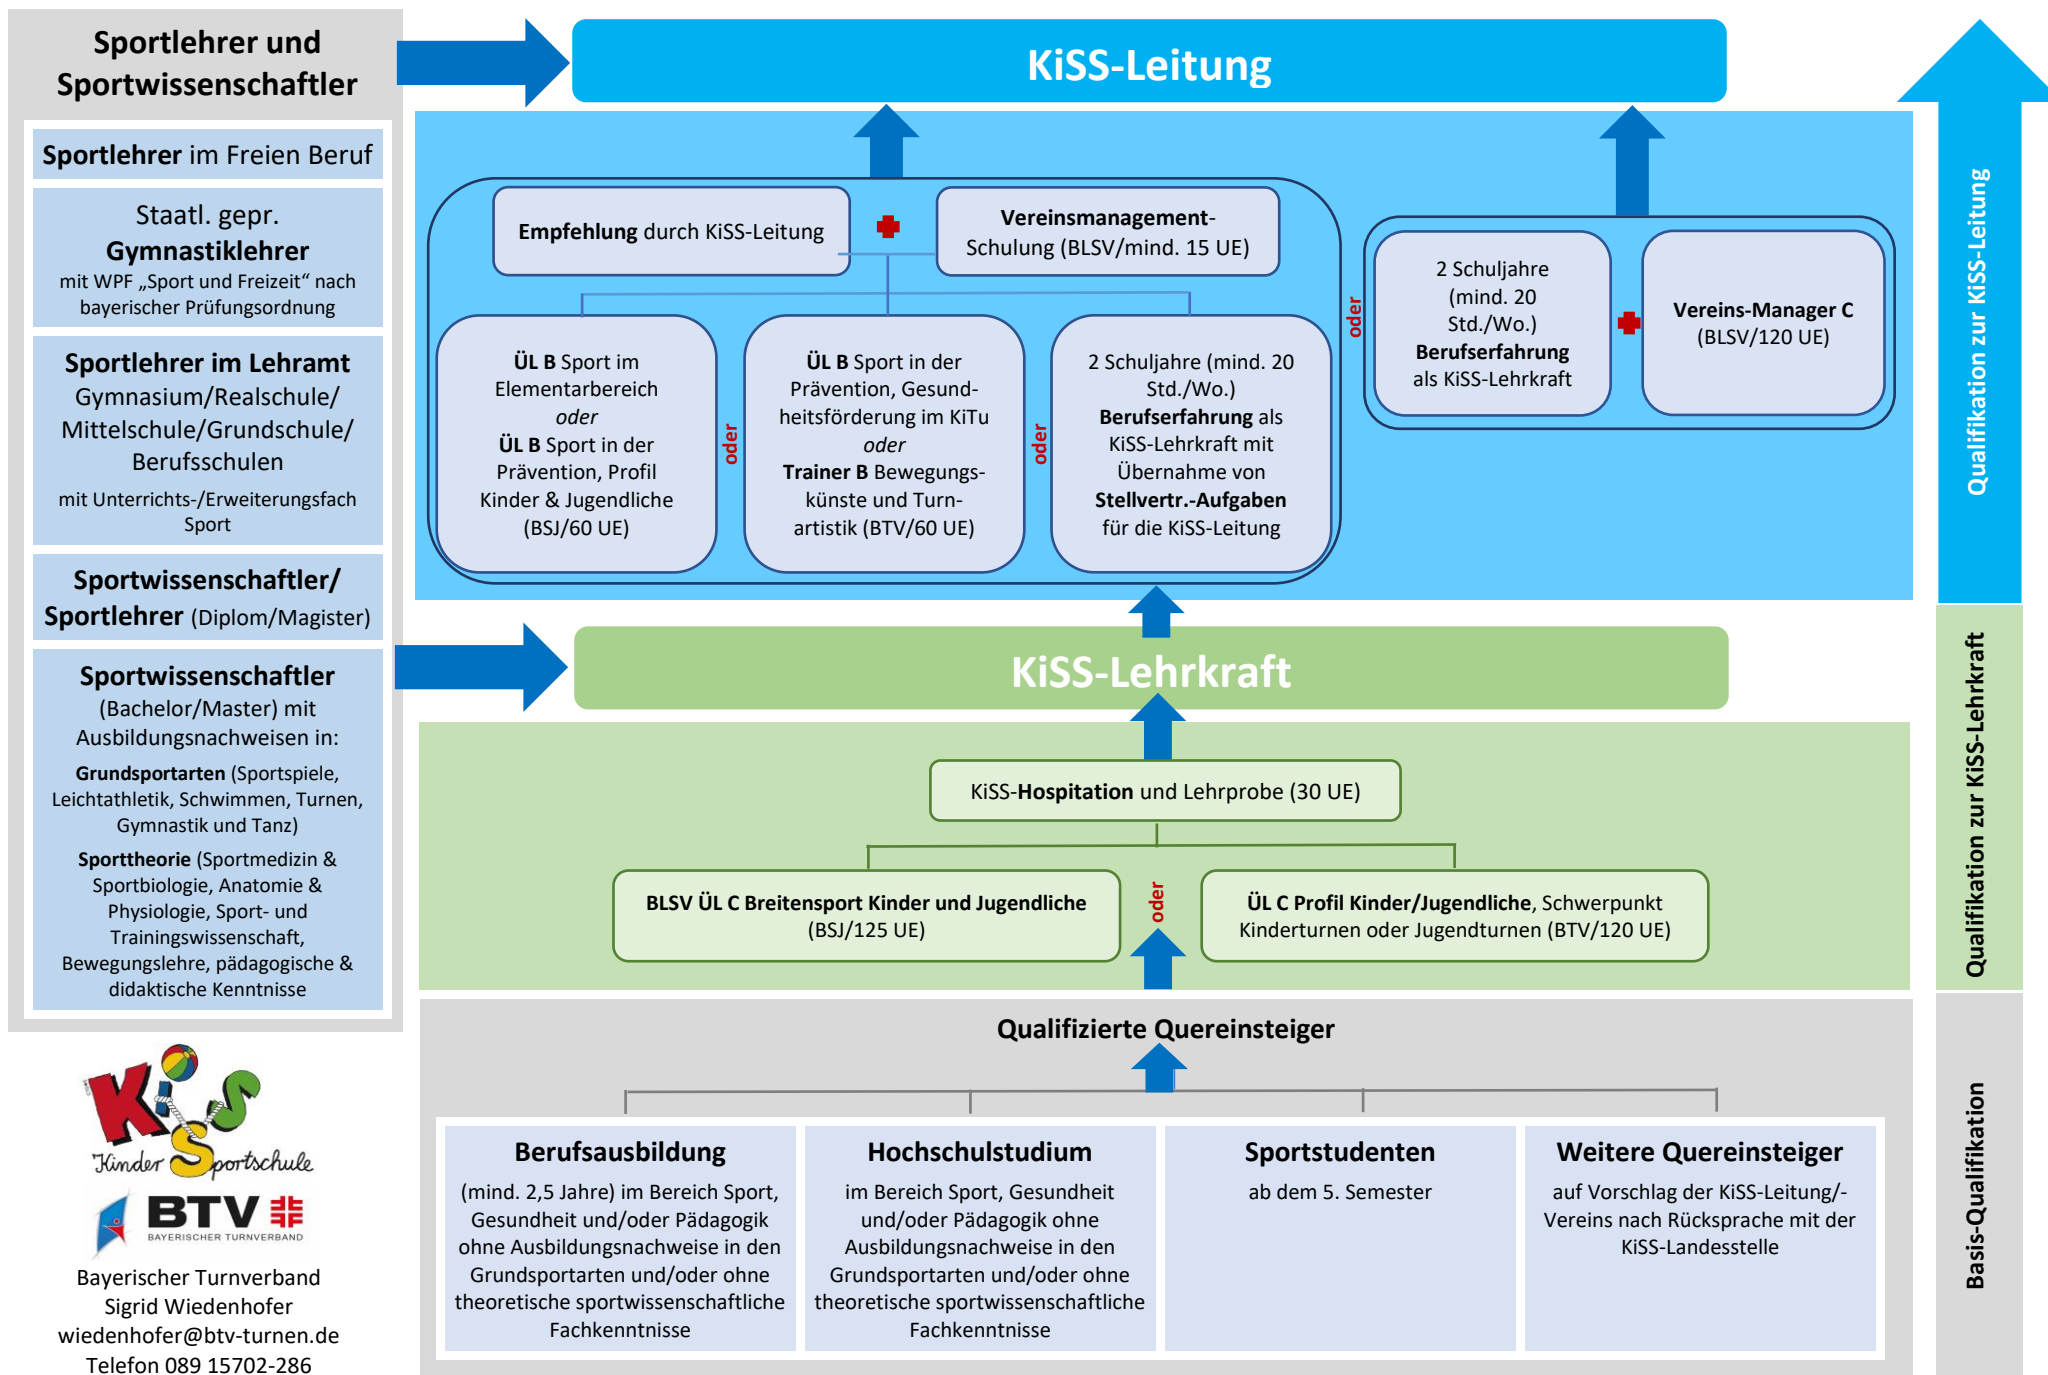 Sportlehrer und
Sportwissenschaftler
Sportlehrer im Freien Beruf
Staatl. gepr.
Gymnastiklehrer
mit WPF „Sport und Freizeit“ nach
bayerischer Prüfungsordnung
Sportlehrer im Lehramt
Gymnasium/Realschule/
Mittelschule/Grundschule/
Berufsschulen
mit Unterrichts-/Erweiterungsfach
Sport
Sportwissenschaftler/
Sportlehrer (Diplom/Magister)
Sportwissenschaftler
(Bachelor/Master) mit
Ausbildungsnachweisen in:
Grundsportarten (Sportspiele,
Leichtathletik, Schwimmen, Turnen,
Gymnastik und Tanz)
Sporttheorie (Sportmedizin &
Sportbiologie, Anatomie &
Physiologie, Sport- und
Trainingswissenschaft,
Bewegungslehre, pädagogische &
didaktische Kenntnisse
KiSS
Kinder Sportschule
BTV
BAYERISCHER TURNVERBAND
Bayerischer Turnverband
Sigrid Wiedenhofer
wiedenhofer@btv-turnen.de
Telefon 089 15702-286
KiSS-Leitung
Empfehlung durch KiSS-Leitung
Vereinsmanagement-
Schulung (BLSV/mind. 15 UE)
ÜL B Sport im
Elementarbereich
oder
ÜL B Sport in der
Prävention, Profil
Kinder & Jugendliche
(BSJ/60 UE)
oder
ÜL B Sport in der
Prävention, Gesund-
heitsförderung im KiTu
oder
Trainer B Bewegungs-
künste und Turn-
artistik (BTV/60 UE)
oder
2 Schuljahre (mind. 20
Std./Wo.)
Berufserfahrung als
KiSS-Lehrkraft mit
Übernahme von
Stellvertr.-Aufgaben
für die KiSS-Leitung
oder
2 Schuljahre
(mind. 20
Std./Wo.)
Berufserfahrung
als KiSS-Lehrkraft
Vereins-Manager C
(BLSV/120 UE)
KiSS-Lehrkraft
KiSS-Hospitation und Lehrprobe (30 UE)
BLSV ÜL C Breitensport Kinder und Jugendliche
(BSJ/125 UE)
oder
ÜL C Profil Kinder/Jugendliche, Schwerpunkt
Kinderturnen oder Jugendturnen (BTV/120 UE)
Qualifizierte Quereinsteiger
Berufsausbildung
(mind. 2,5 Jahre) im Bereich Sport,
Gesundheit und/oder Pädagogik
ohne Ausbildungsnachweise in den
Grundsportarten und/oder ohne
theoretische sportwissenschaftliche
Fachkenntnisse
Hochschulstudium
im Bereich Sport, Gesundheit
und/oder Pädagogik ohne
Ausbildungsnachweise in den
Grundsportarten und/oder ohne
theoretische sportwissenschaftliche
Fachkenntnisse
Sportstudenten
ab dem 5. Semester
Weitere Quereinsteiger
auf Vorschlag der KiSS-Leitung/-
Vereins nach Rücksprache mit der
KiSS-Landesstelle
Qualifikation zur KiSS-Leitung
Qualifikation zur KiSS-Lehrkraft
Basis-Qualifikation